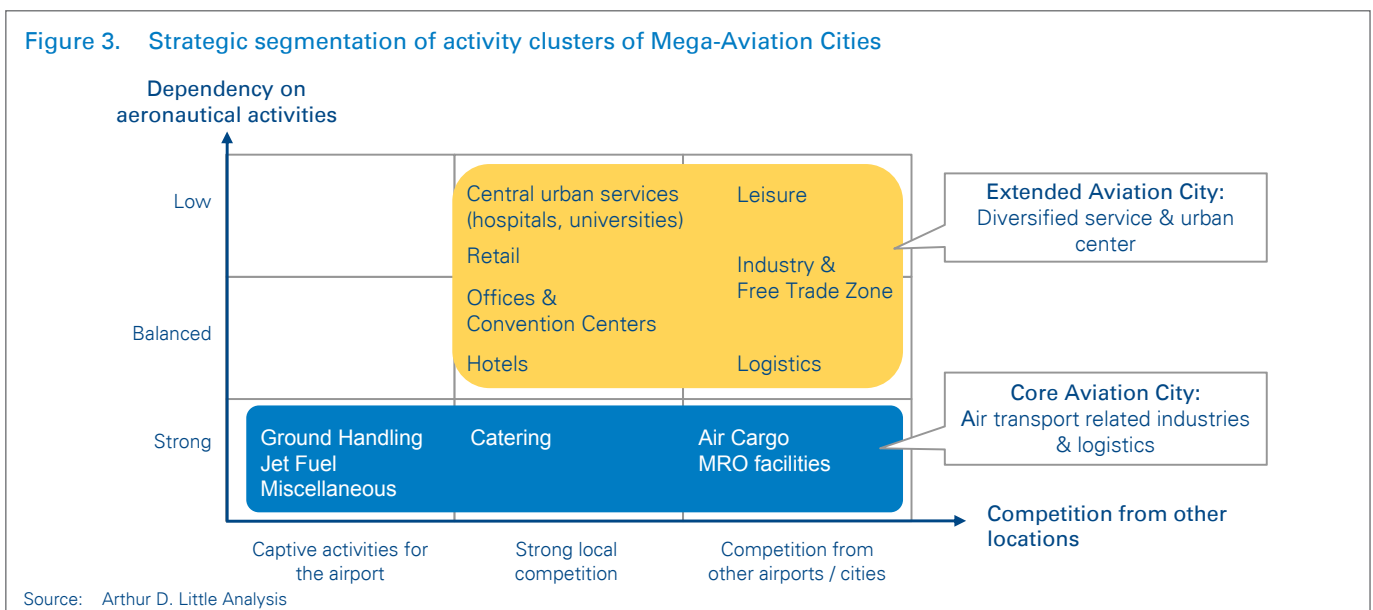 Figure 3. Strategic segmentation of activity clusters of Mega-Aviation Cities
Dependency on
aeronautical activities
Low
Balanced
Strong
Central urban services
(hospitals, universities)
Retail
Offices &
Convention Centers
Hotels
Leisure
Industry &
Free Trade Zone
Logistics
Extended Aviation City:
Diversified service & urban
center
Ground Handling
Jet Fuel
Miscellaneous
Catering
Air Cargo
MRO facilities
Core Aviation City:
Air transport related industries
& logistics
Competition from other
locations
Captive activities for
the airport
Strong local
competition
Competition from
other airports / cities
Source: Arthur D. Little Analysis